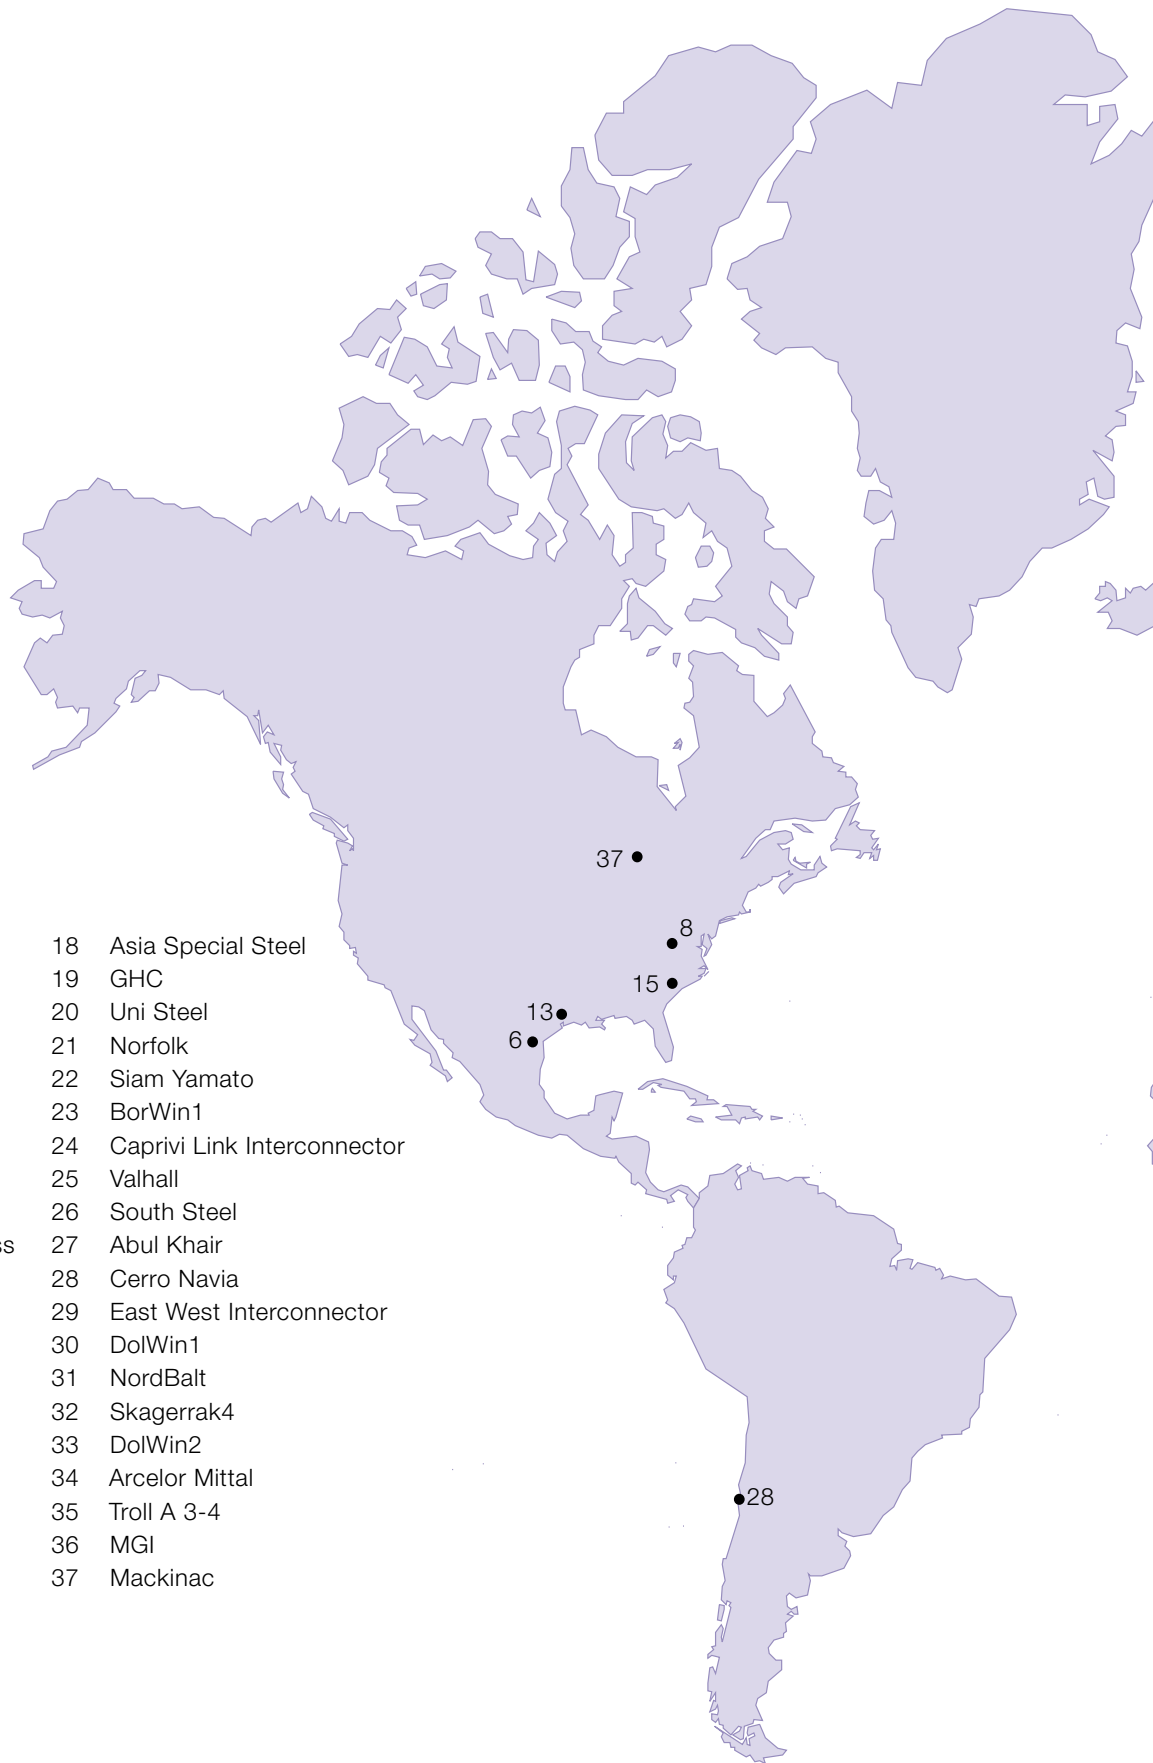 37
8
15
13
6
18 Asia Special Steel
19 GHC
20 Uni Steel
21 Norfolk
22 Siam Yamato
23 BorWin1
24 Caprivi Link Interconnector
25 Valhall
26 South Steel
27 Abul Khair
28 Cerro Navia
29 East West Interconnector
30 DolWin1
31 NordBalt
32 Skagerrak4
33 DolWin2
34 Arcelor Mittal
35 Troll A 3-4
36 MGI
37 Mackinac
28